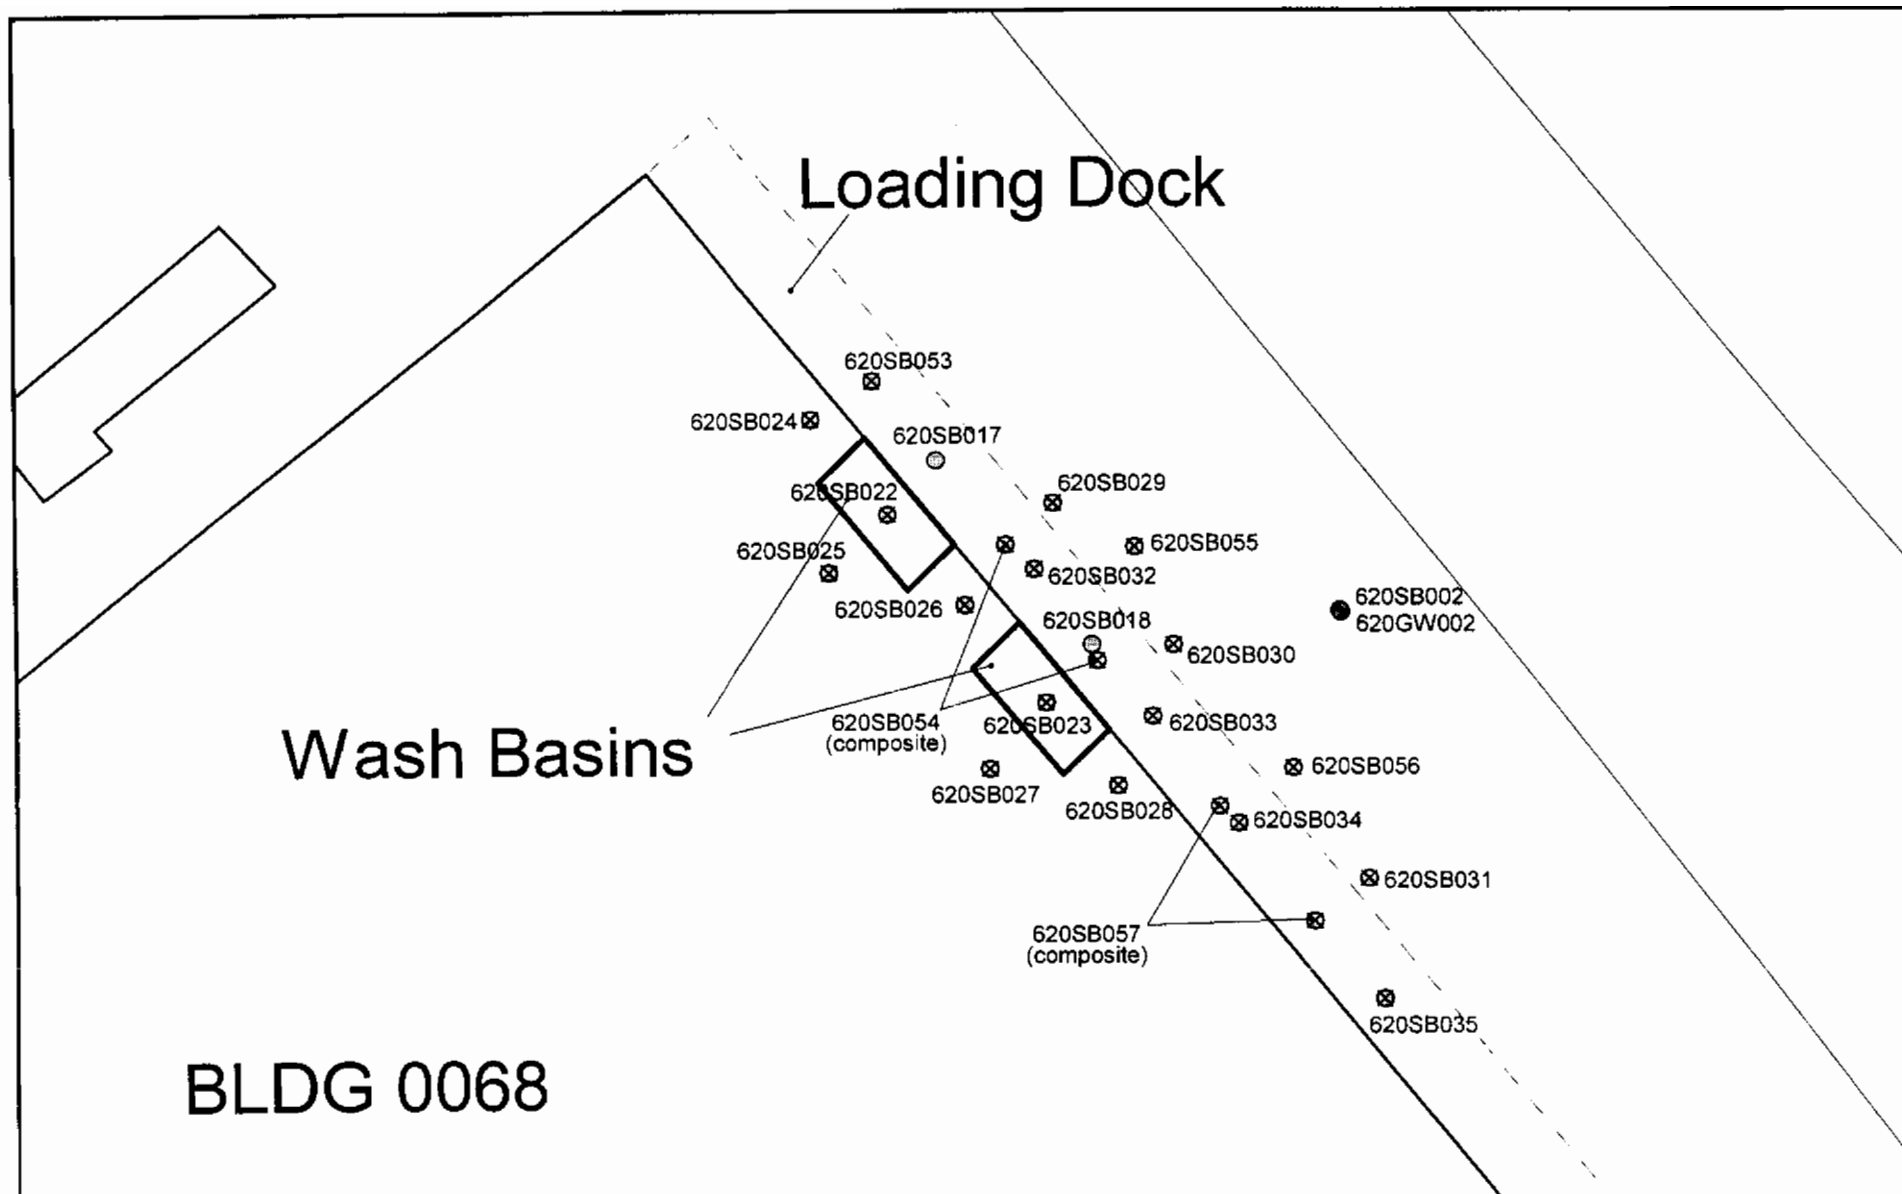 Loading Dock
620SB053
620SB024
620SB017
620SB029
620SB022
620SB055
620SB025
620SB032
620SB002
620GW002
620SB026
620SB018
620SB030
620SB054
(composite)
620SB023
620SB033
Wash Basins
620SB056
620SB027
620SB028
620SB034
620SB031
620SB057
(composite)
620SB035
BLDG 0068